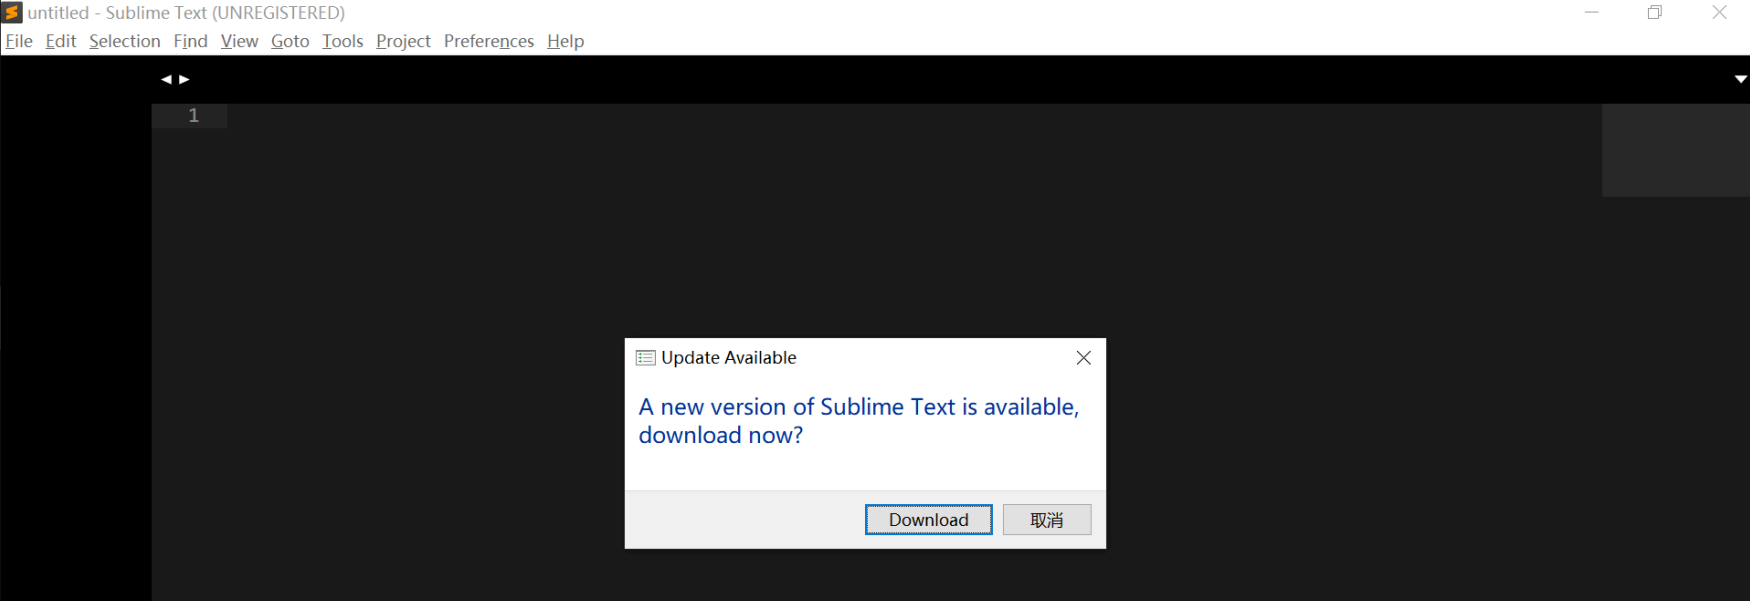 untitled - Sublime Text (UNREGISTERED)
File Edit Selection Find View Goto Tools Project Preferences Help
1
Update Available
A new version of Sublime Text is available,
download now?
Download 取消